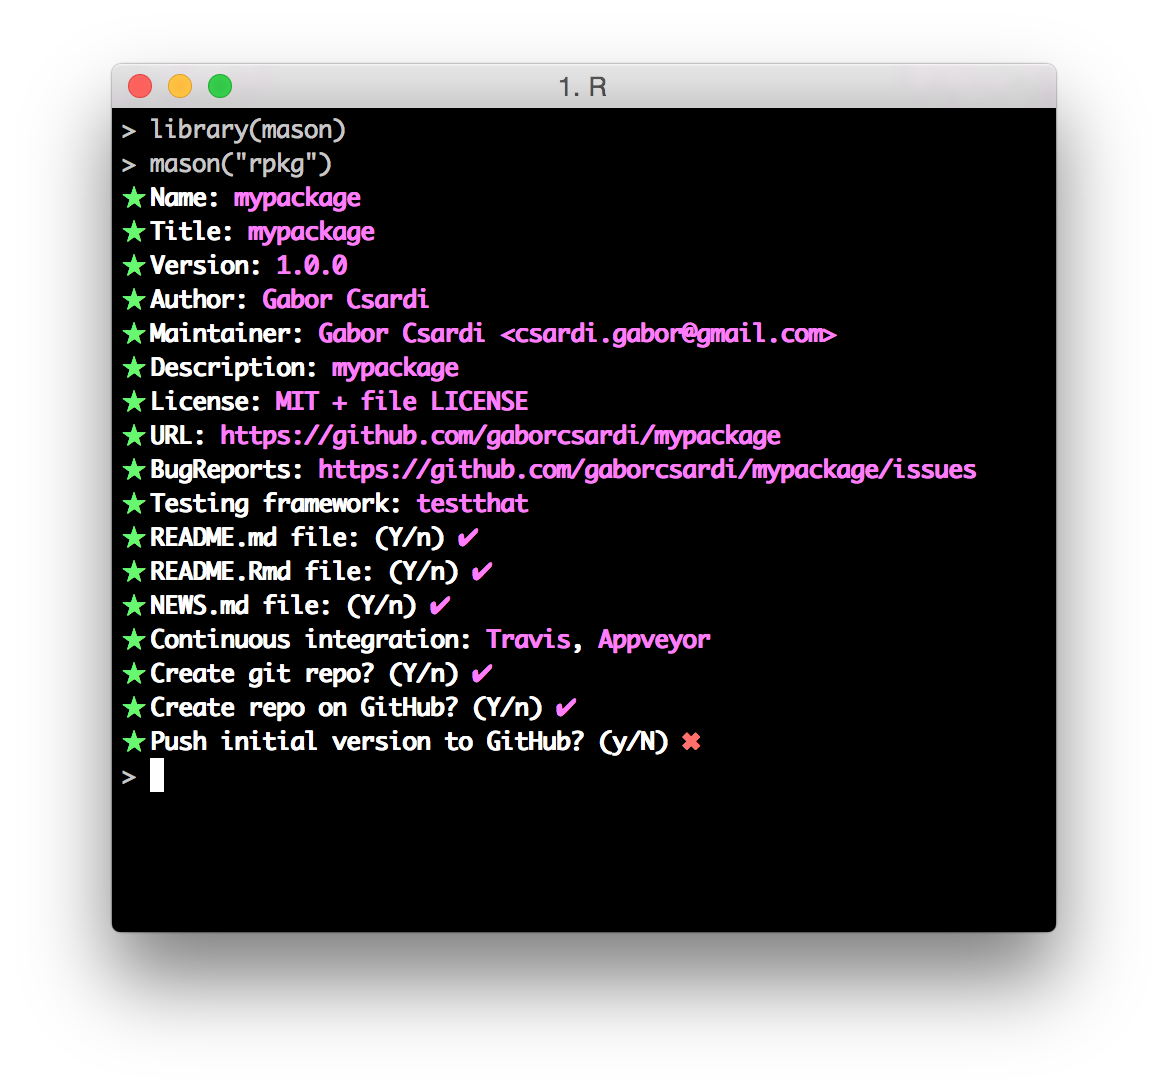 1. R
> library(mason)
> mason("rpkg")
★Name: mypackage
★Title: mypackage
★Version: 1.0.0
★Author: Gabor Csardi
★Maintainer: Gabor Csardi <csardi.gabor@gmail.com>
★Description: mypackage
★License: MIT + file LICENSE
★URL: https://github.com/gaborcsardi/mypackage
★BugReports: https://github.com/gaborcsardi/mypackage/issues
★Testing framework: testthat
★README.md file: (Y/n) ✔
★README.Rmd file: (Y/n) ✔
★NEWS.md file: (Y/n) ✔
★Continuous integration: Travis, Appveyor
★Create git repo? (Y/n) ✔
★Create repo on GitHub? (Y/n) ✔
★Push initial version to GitHub? (y/N) ✖
>